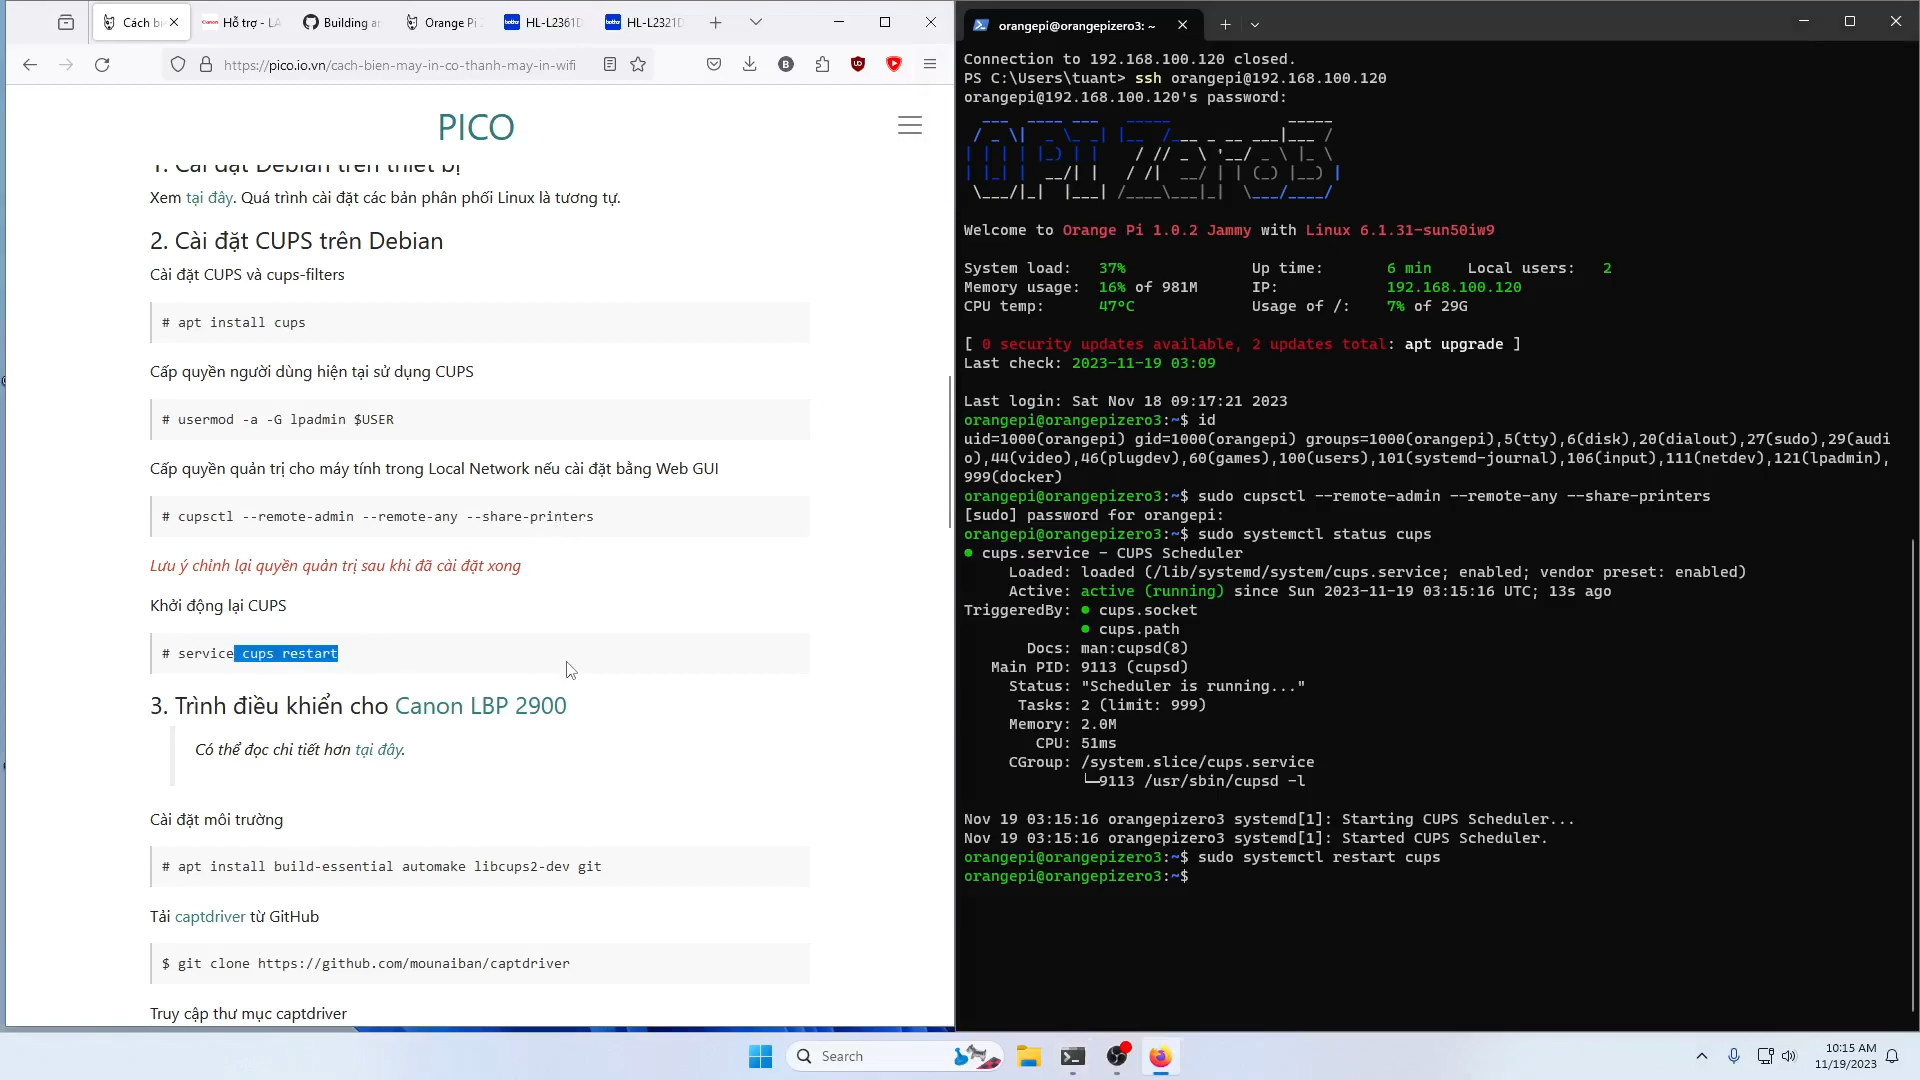 Cách bi
Hỗ trợ - LA
Building an
Orange Pi
HL-L2361D
HL-L2321D
https://pico.io.vn/cach-bien-may-in-co-thanh-may-in-wifi
PICO
1. Cài đặt Debian trên thiết bị
Xem tại đây. Quá trình cài đặt các bản phân phối Linux là tương tự.
2. Cài đặt CUPS trên Debian
Cài đặt CUPS và cups-filters
# apt install cups
Cấp quyền người dùng hiện tại sử dụng CUPS
# usermod -a -G lpadmin $USER
Cấp quyền quản trị cho máy tính trong Local Network nếu cài đặt bằng Web GUI
# cupsctl --remote-admin --remote-any --share-printers
Lưu ý chỉnh lại quyền quản trị sau khi đã cài đặt xong
Khởi động lại CUPS
# service cups restart
3. Trình điều khiển cho Canon LBP 2900
Có thể đọc chi tiết hơn tại đây.
Cài đặt môi trường
# apt install build-essential automake libcups2-dev git
Tải captdriver từ GitHub
$ git clone https://github.com/mounaiban/captdriver
Truy cập thư mục captdriver
orangepi@orangepizero3: ~
Connection to 192.168.100.120 closed.
PS C:\Users\tuant> ssh orangepi@192.168.100.120
orangepi@192.168.100.120's password:
OPI Zero3
Welcome to Orange Pi 1.0.2 Jammy with Linux 6.1.31-sun50iw9
System load: 37% Up time: 6 min Local users: 2
Memory usage: 16% of 981M IP: 192.168.100.120
CPU temp: 47°C Usage of /: 7% of 29G
[ 0 security updates available, 2 updates total: apt upgrade ]
Last check: 2023-11-19 03:09
Last login: Sat Nov 18 09:17:21 2023
orangepi@orangepizero3:~$ id
uid=1000(orangepi) gid=1000(orangepi) groups=1000(orangepi),5(tty),6(disk),20(dialout),27(sudo),29(audi
o),44(video),46(plugdev),60(games),100(users),101(systemd-journal),106(input),111(netdev),121(lpadmin),
999(docker)
orangepi@orangepizero3:~$ sudo cupsctl --remote-admin --remote-any --share-printers
[sudo] password for orangepi:
orangepi@orangepizero3:~$ sudo systemctl status cups
● cups.service - CUPS Scheduler
Loaded: loaded (/lib/systemd/system/cups.service; enabled; vendor preset: enabled)
Active: active (running) since Sun 2023-11-19 03:15:16 UTC; 13s ago
TriggeredBy: ● cups.socket
● cups.path
Docs: man:cupsd(8)
Main PID: 9113 (cupsd)
Status: "Scheduler is running..."
Tasks: 2 (limit: 999)
Memory: 2.0M
CPU: 51ms
CGroup: /system.slice/cups.service
└─9113 /usr/sbin/cupsd -l
Nov 19 03:15:16 orangepizero3 systemd[1]: Starting CUPS Scheduler...
Nov 19 03:15:16 orangepizero3 systemd[1]: Started CUPS Scheduler.
orangepi@orangepizero3:~$ sudo systemctl restart cups
orangepi@orangepizero3:~$
Search
10:15 AM
11/19/2023